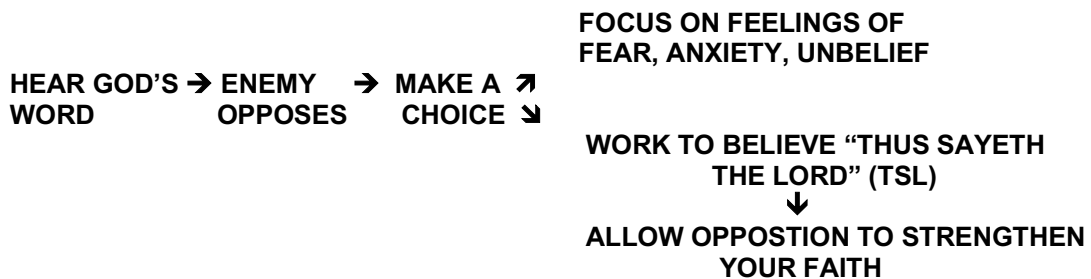 FOCUS ON FEELINGS OF
FEAR, ANXIETY, UNBELIEF
HEAR GOD'S → ENEMY → MAKE A ↗
WORD OPPOSES CHOICE ↘
WORK TO BELIEVE “THUS SAYETH
THE LORD” (TSL)
↓
ALLOW OPPOSTION TO STRENGTHEN
YOUR FAITH